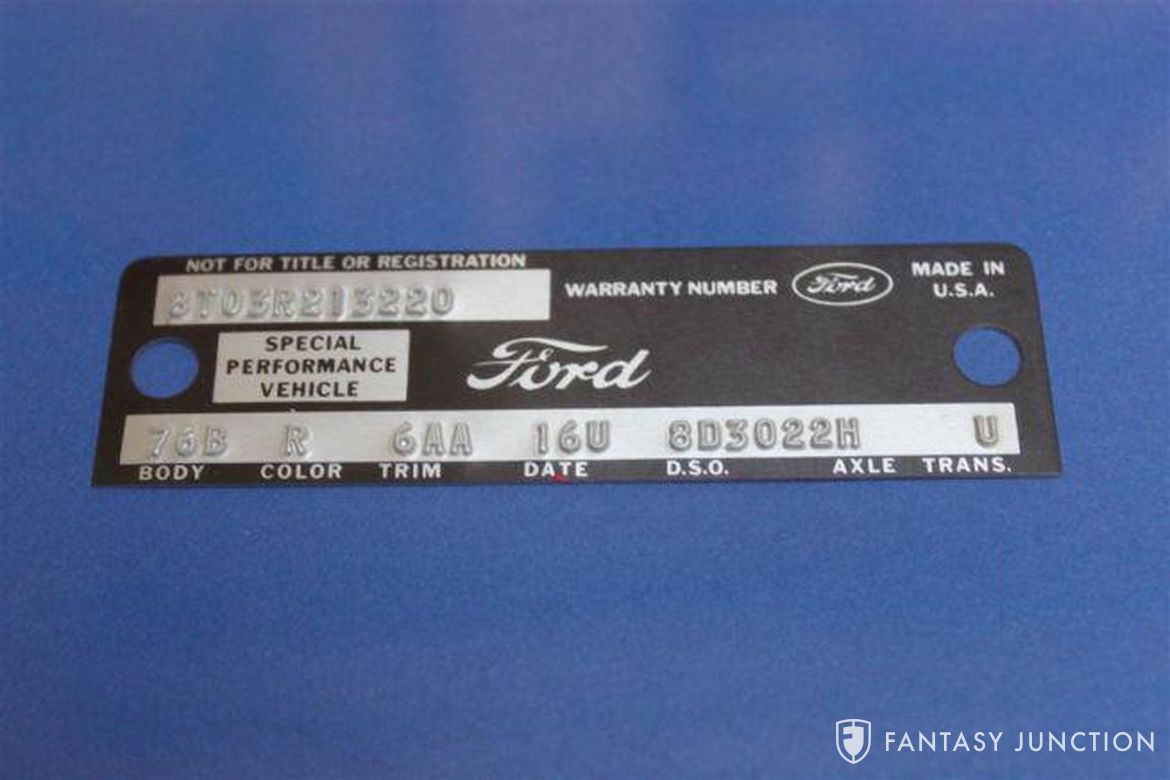 NOT FOR TITLE OR REGISTRATION
8T03R213220
WARRANTY NUMBER
Ford
MADE IN
U.S.A.
SPECIAL
PERFORMANCE
VEHICLE
Ford
76B R 6AA 16U 8D3022H U
BODY COLOR TRIM DATE D.S.O. AXLE TRANS.
FANTASY JUNCTION